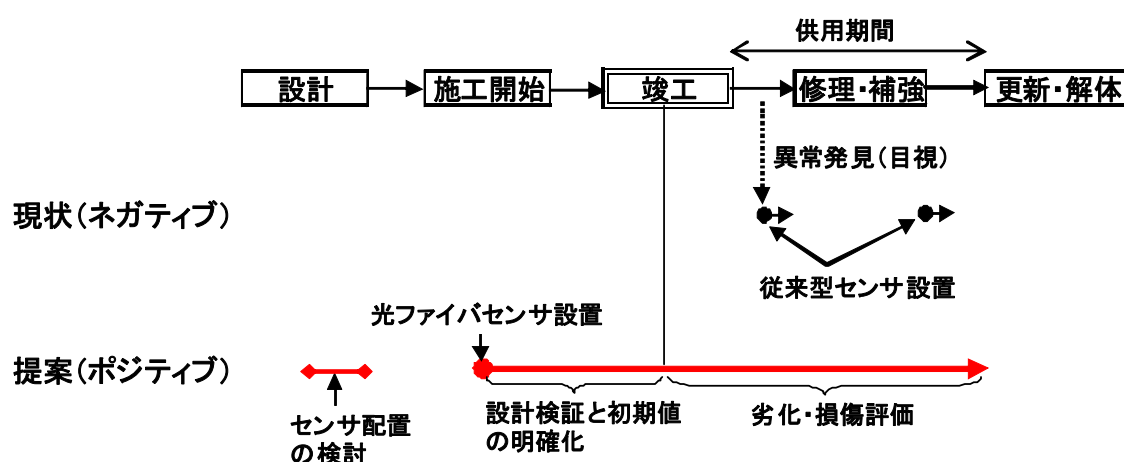 供用期間
設計
施工開始
竣工
修理・補強
更新・解体
異常発見(目視)
現状(ネガティブ)
従来型センサ設置
光ファイバセンサ設置
提案(ポジティブ)
センサ配置
の検討
設計検証と初期値
の明確化
劣化・損傷評価